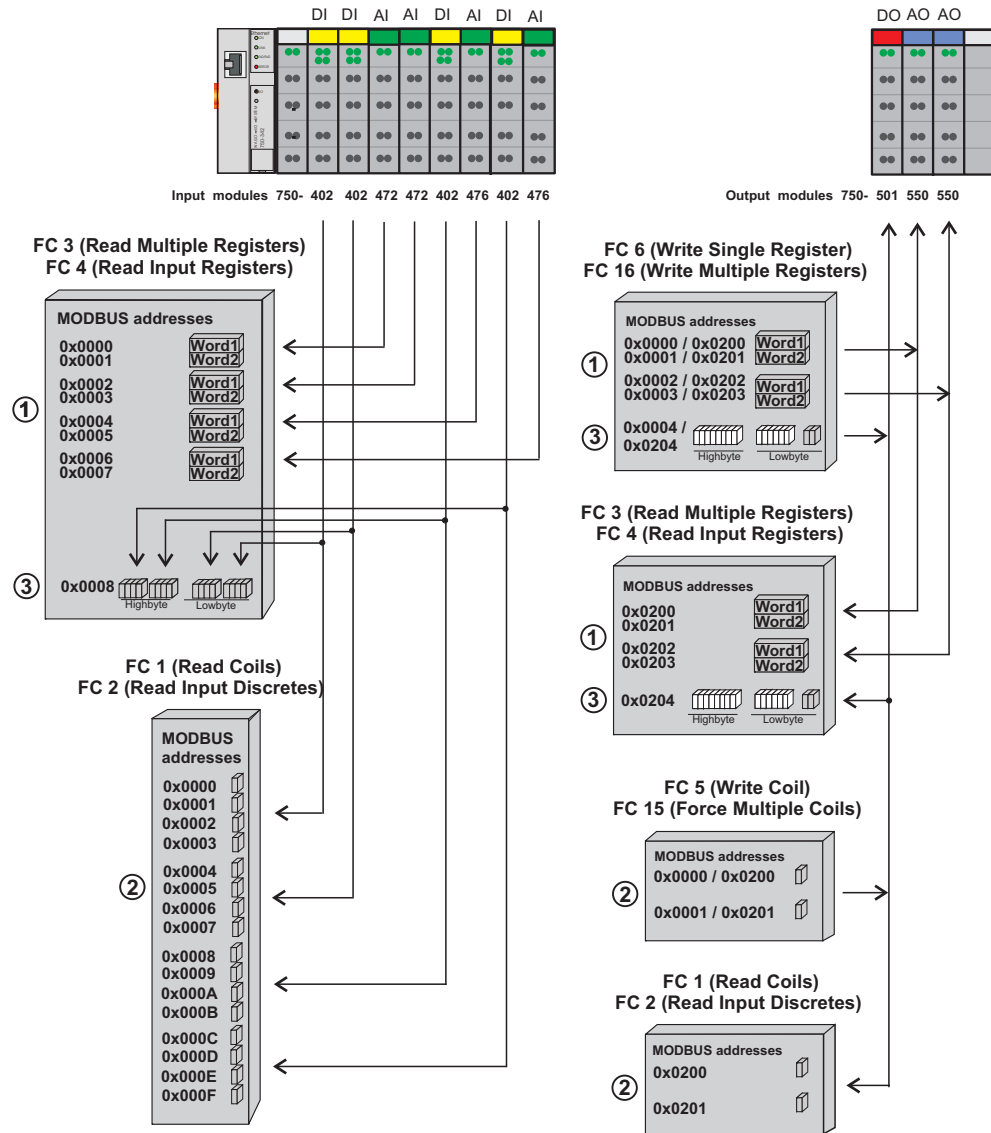 DI DI AI AI DI AI DI AI
DO AO AO
Ethernet
Input modules 750- 402 402 472 472 402 476 402 476
Output modules 750- 501 550 550
FC 3 (Read Multiple Registers)
FC 4 (Read Input Registers)
MODBUS addresses
0x0000 Word1
0x0001 Word2
0x0002 Word1
0x0003 Word2
① 
0x0004 Word1
0x0005 Word2
0x0006 Word1
0x0007 Word2
③ 0x0008
Highbyte Lowbyte
FC 1 (Read Coils)
FC 2 (Read Input Discretes)
MODBUS
addresses
0x0000
0x0001
0x0002
0x0003
0x0004
② 0x0005
0x0006
0x0007
0x0008
0x0009
0x000A
0x000B
0x000C
0x000D
0x000E
0x000F
FC 6 (Write Single Register)
FC 16 (Write Multiple Registers)
MODBUS addresses
0x0000 / 0x0200 Word1
0x0001 / 0x0201 Word2
①
0x0002 / 0x0202 Word1
0x0003 / 0x0203 Word2
③ 0x0004 /
0x0204
Highbyte Lowbyte
FC 3 (Read Multiple Registers)
FC 4 (Read Input Registers)
MODBUS addresses
0x0200 Word1
0x0201 Word2
①
0x0202 Word1
0x0203 Word2
③ 0x0204
Highbyte Lowbyte
FC 5 (Write Coil)
FC 15 (Force Multiple Coils)
MODBUS addresses
0x0000 / 0x0200
②
0x0001 / 0x0201
FC 1 (Read Coils)
FC 2 (Read Input Discretes)
MODBUS addresses
0x0200
②
0x0201